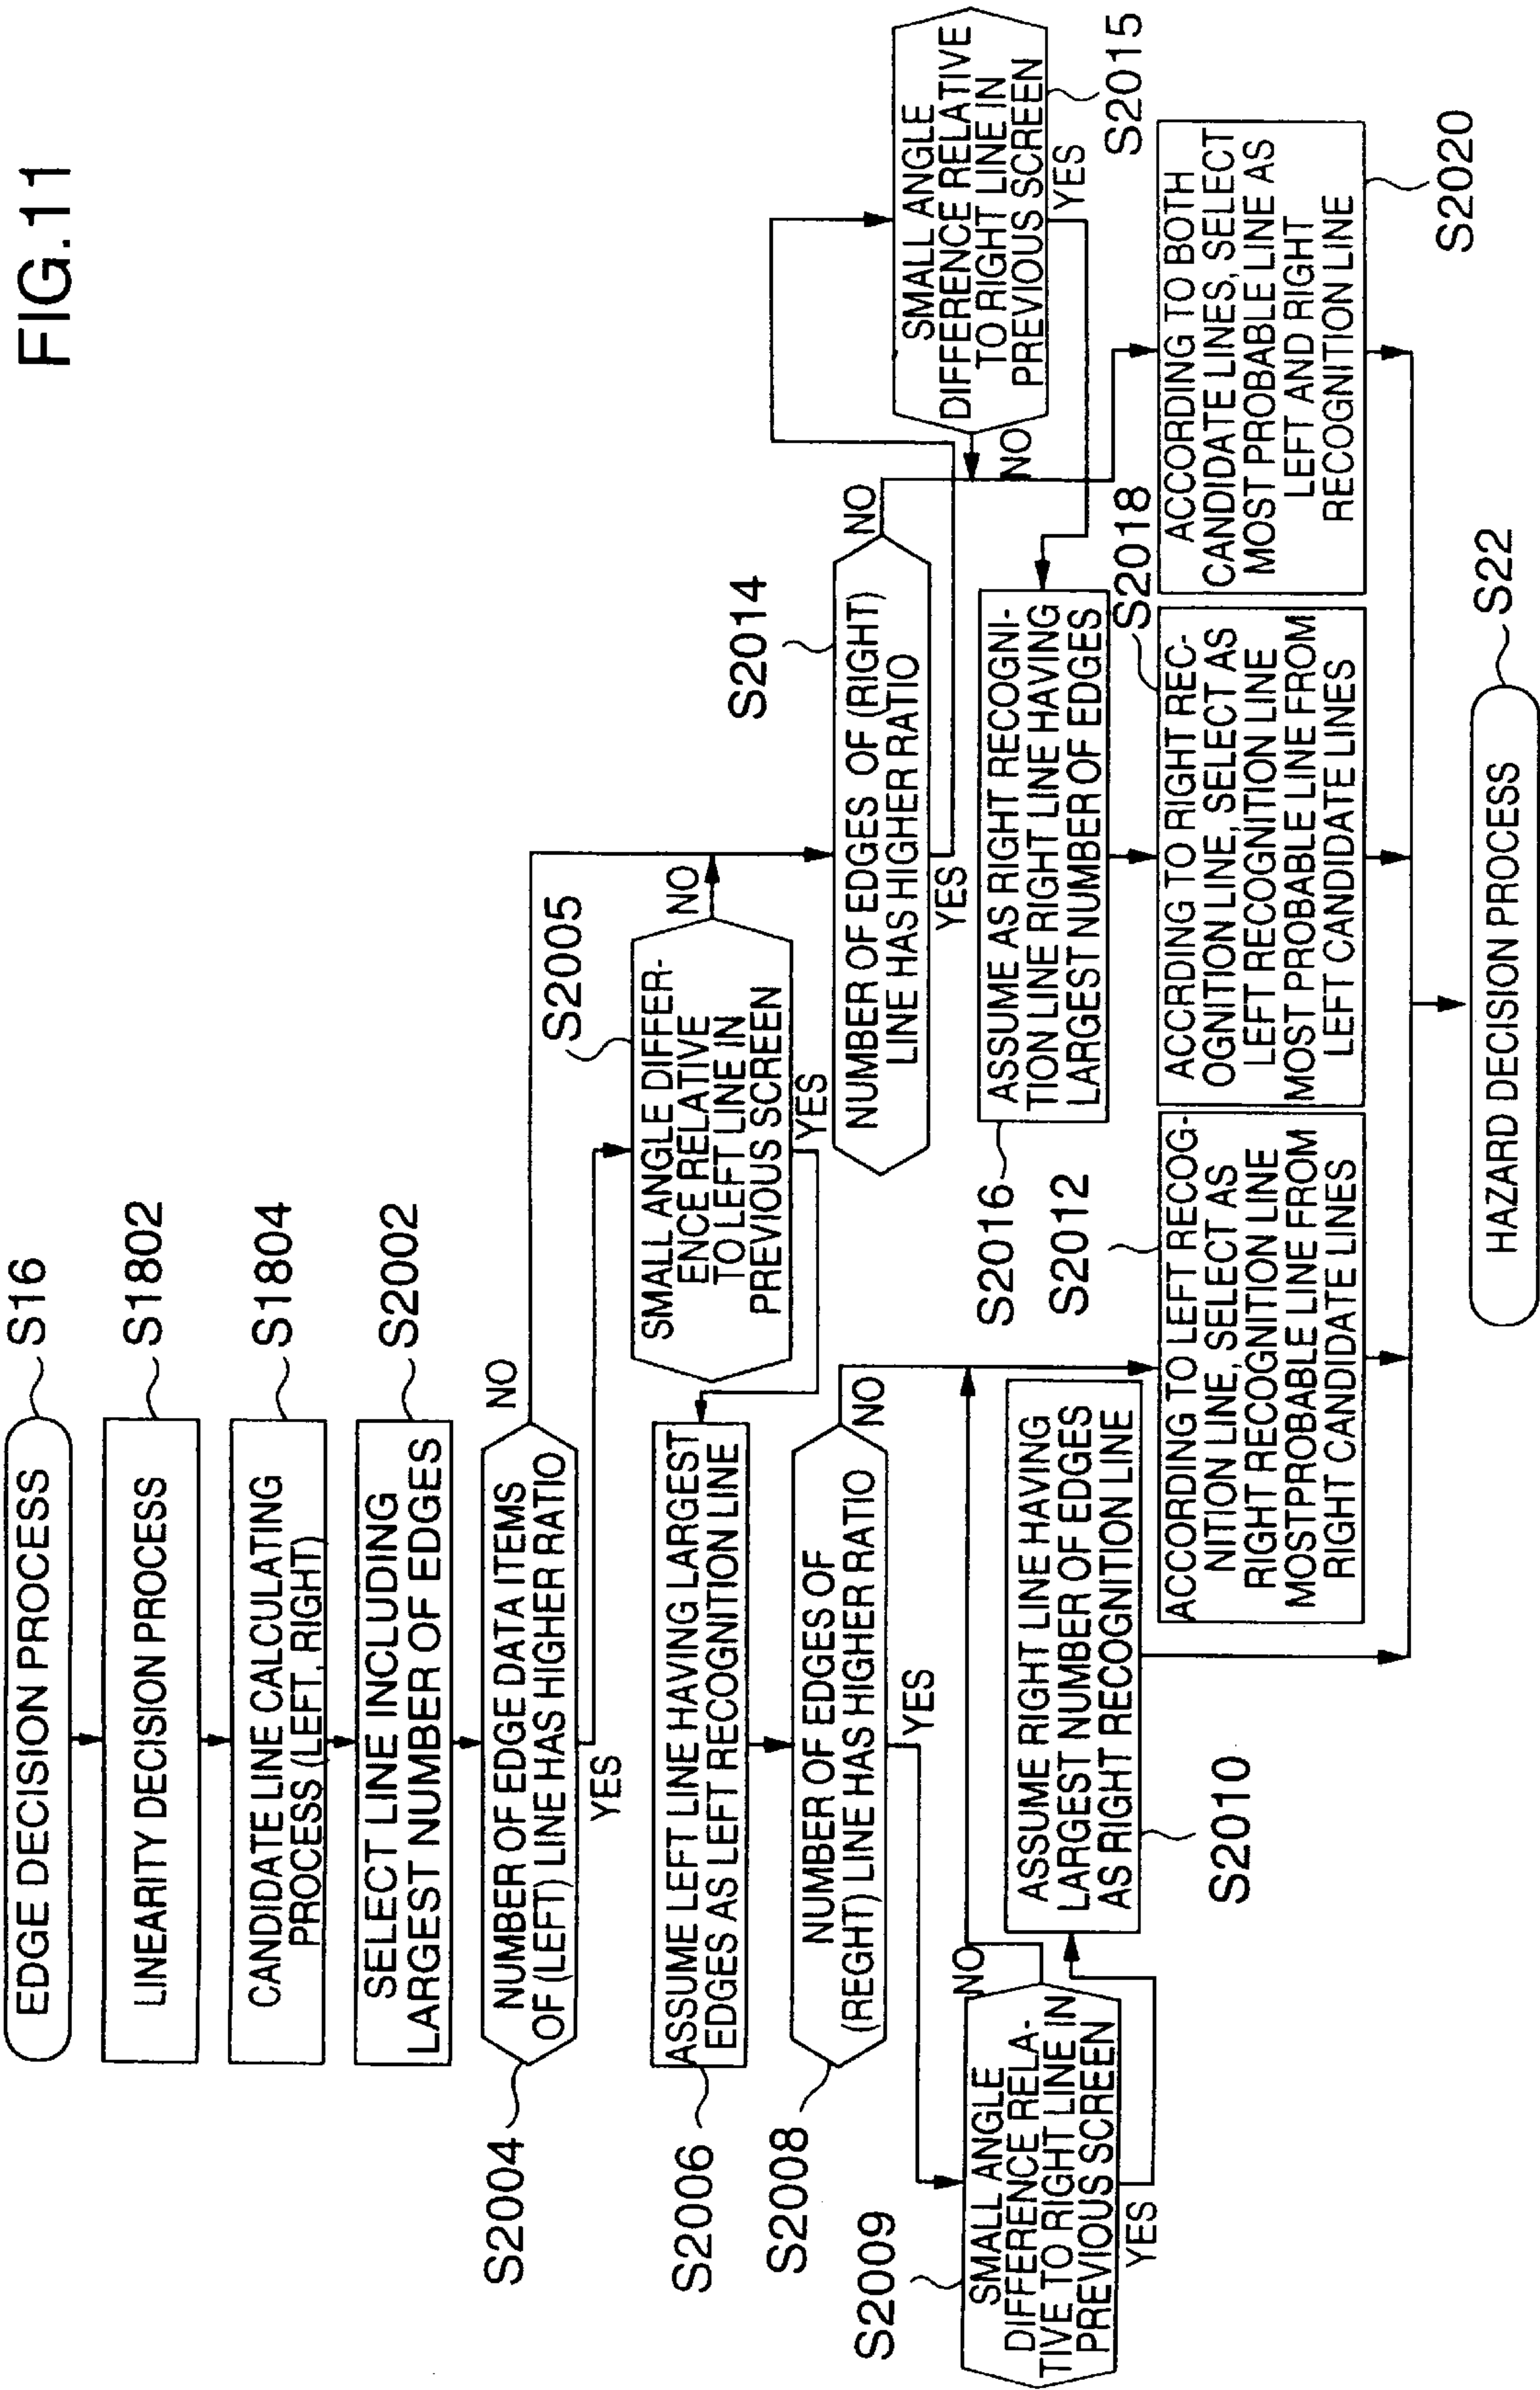 FIG.11
EDGE DECISION PROCESS
S16
LINEARITY DECISION PROCESS
S1802
CANDIDATE LINE CALCULATING
PROCESS (LEFT, RIGHT)
S1804
SELECT LINE INCLUDING
LARGEST NUMBER OF EDGES
S2002
S2004
NUMBER OF EDGE DATA ITEMS
OF (LEFT) LINE HAS HIGHER RATIO
NO
YES
S2005
SMALL ANGLE DIFFER-
ENCE RELATIVE
TO LEFT LINE IN
PREVIOUS SCREEN
NO
YES
S2006
ASSUME LEFT LINE HAVING LARGEST
EDGES AS LEFT RECOGNITION LINE
S2008
NUMBER OF EDGES OF
(REGHT) LINE HAS HIGHER RATIO
NO
YES
S2014
NUMBER OF EDGES OF (RIGHT)
LINE HAS HIGHER RATIO
NO
YES
SMALL ANGLE
DIFFERENCE RELATIVE
TO RIGHT LINE IN
PREVIOUS SCREEN
S2015
NO
YES
S2009
SMALL ANGLE
DIFFERENCE RELA-
TIVE TO RIGHT LINE IN
PREVIOUS SCREEN
NO
YES
ASSUME RIGHT LINE HAVING
LARGEST NUMBER OF EDGES
AS RIGHT RECOGNITION LINE
S2010
S2016
ASSUME AS RIGHT RECOGNI-
TION LINE RIGHT LINE HAVING
LARGEST NUMBER OF EDGES
S2012
ACCORDING TO LEFT RECOG-
NITION LINE, SELECT AS
RIGHT RECOGNITION LINE
MOSTPROBABLE LINE FROM
RIGHT CANDIDATE LINES
S2018
ACCRDING TO RIGHT REC-
OGNITION LINE, SELECT AS
LEFT RECOGNITION LINE
MOST PROBABLE LINE FROM
LEFT CANDIDATE LINES
ACCORDING TO BOTH
CANDIDATE LINES, SELECT
MOST PROBABLE LINE AS
LEFT AND RIGHT
RECOGNITION LINE
S2020
HAZARD DECISION PROCESS
S22